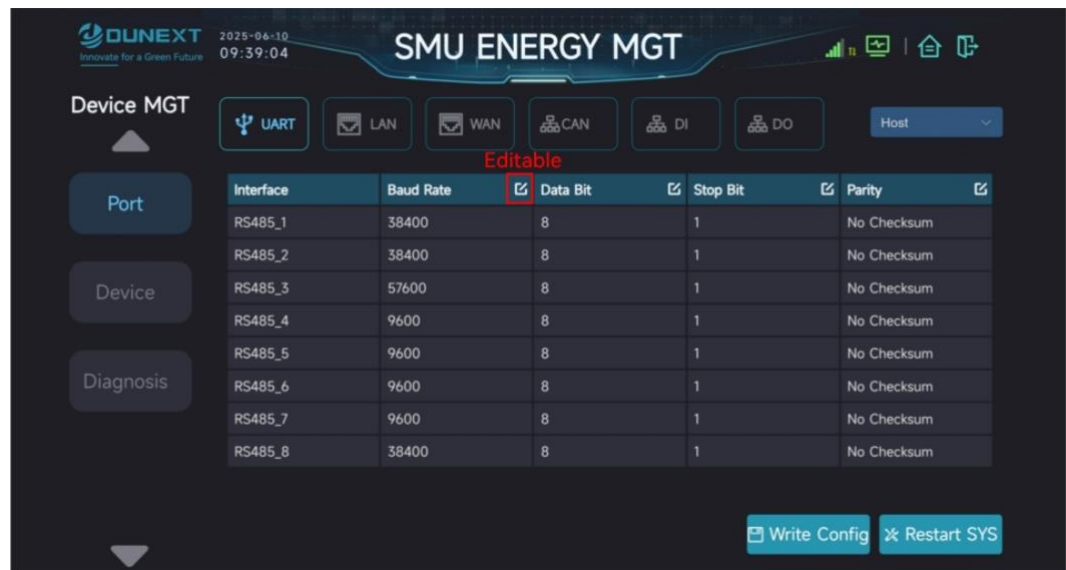 DUNEXT
Innovate for a Green Future
2025-06-10
09:39:04
SMU ENERGY MGT
Device MGT
UART
LAN
WAN
CAN
DI
DO
Host
Editable
Port
Device
Diagnosis
Interface Baud Rate Data Bit Stop Bit Parity
RS485_1 38400 8 1 No Checksum
RS485_2 38400 8 1 No Checksum
RS485_3 57600 8 1 No Checksum
RS485_4 9600 8 1 No Checksum
RS485_5 9600 8 1 No Checksum
RS485_6 9600 8 1 No Checksum
RS485_7 9600 8 1 No Checksum
RS485_8 38400 8 1 No Checksum
Write Config
Restart SYS